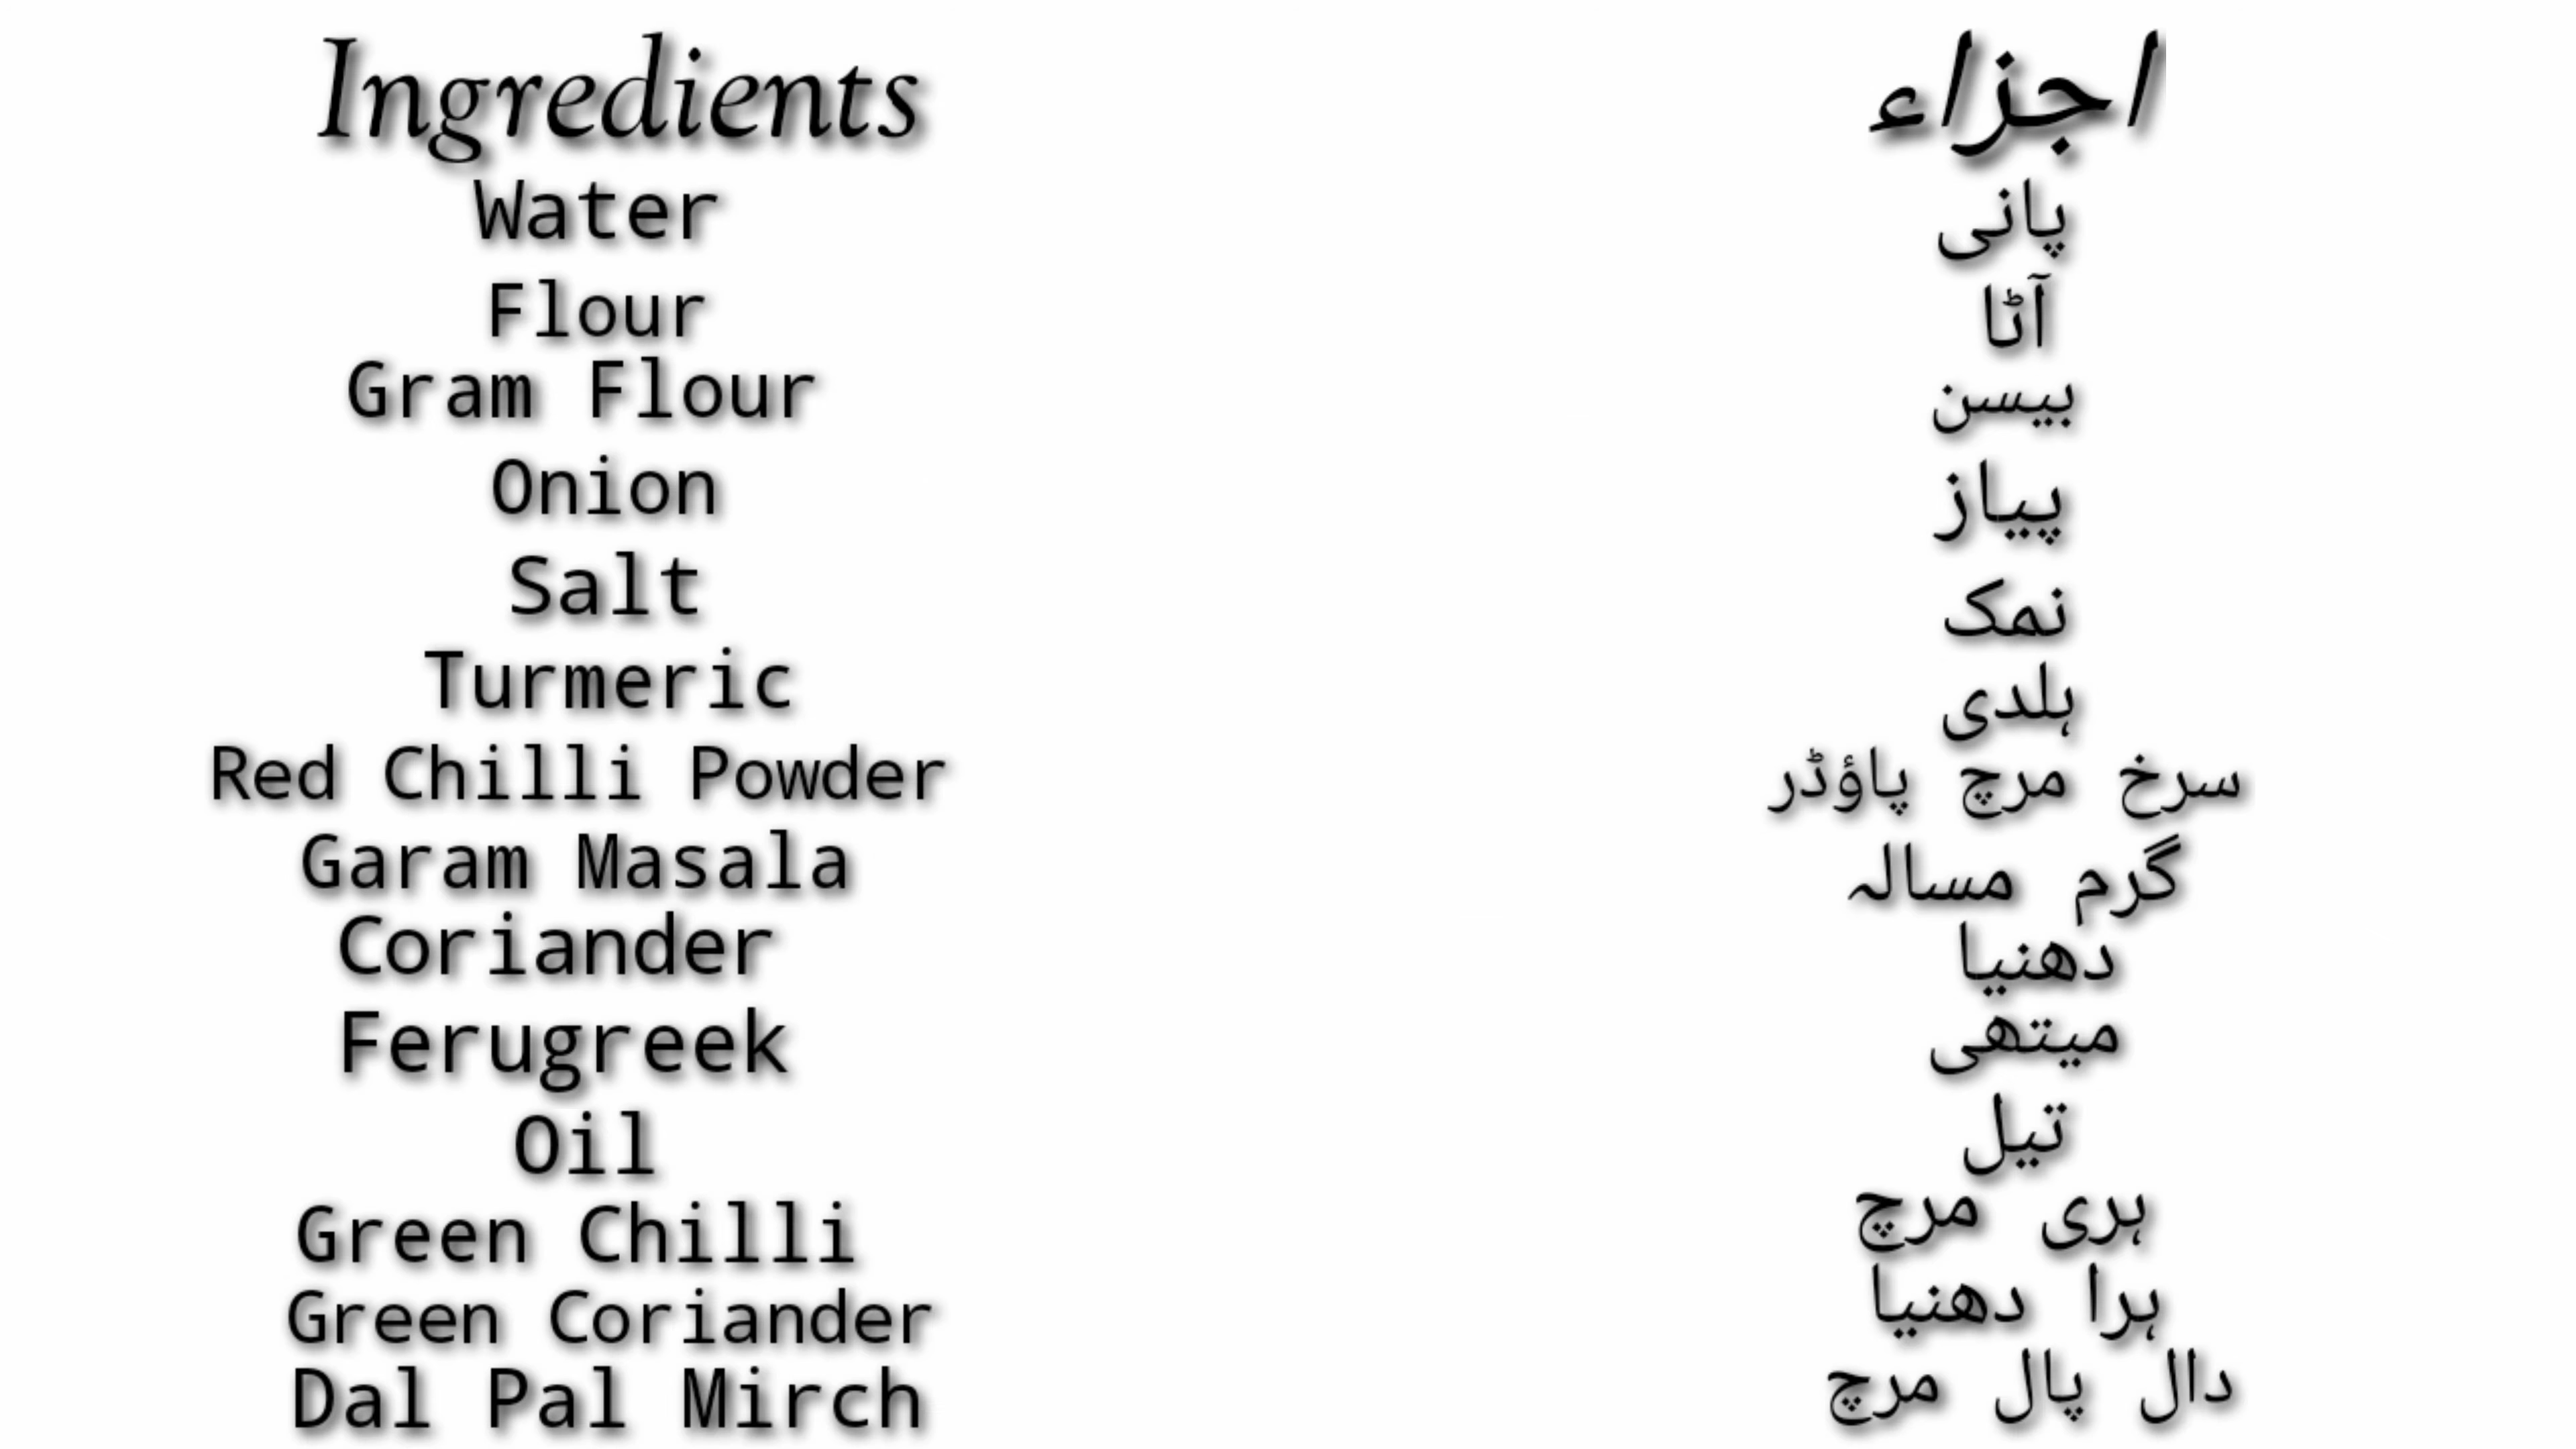 Ingredients اجزاء
Water پانی
Flour آٹا
Gram Flour بیسن
Onion پیاز
Salt نمک
Turmeric ہلدی
Red Chilli Powder سرخ مرچ پاؤڈر
Garam Masala گرم مسالہ
Coriander دھنیا
Ferugreek میتھی
Oil تیل
Green Chilli ہری مرچ
Green Coriander ہرا دھنیا
Dal Pal Mirch دال پال مرچ